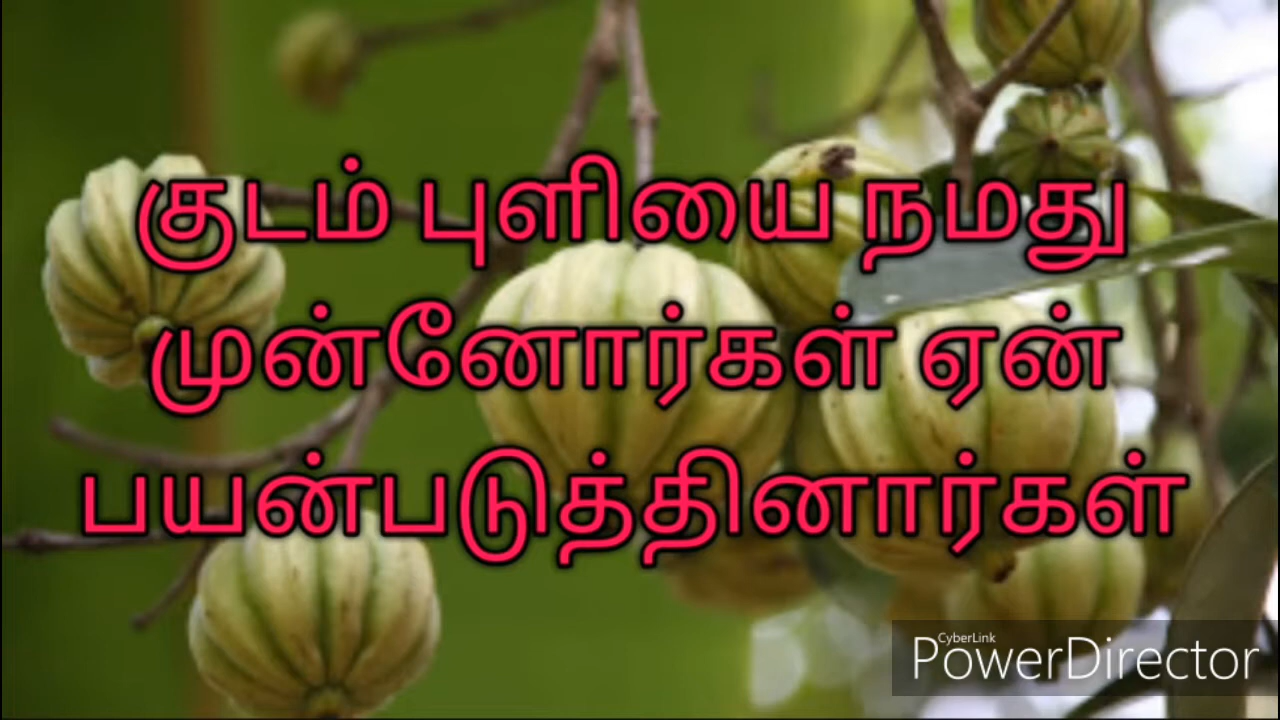 குடம் புளியை நமது
முன்னோர்கள் ஏன்
பயன்படுத்தினார்கள்
CyberLink
PowerDirector